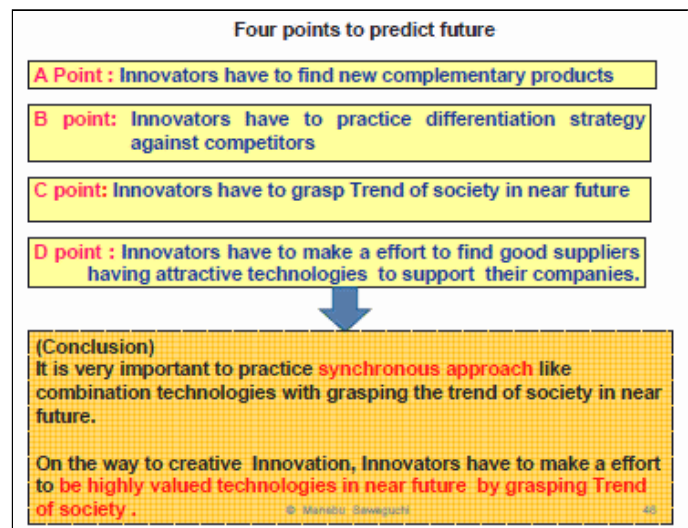 Four points to predict future
A Point : Innovators have to find new complementary products
B point: Innovators have to practice differentiation strategy
against competitors
C point: Innovators have to grasp Trend of society in near future
D point : Innovators have to make a effort to find good suppliers
having attractive technologies to support their companies.
(Conclusion)
It is very important to practice synchronous approach like
combination technologies with grasping the trend of society in near
future.
On the way to creative Innovation, Innovators have to make a effort
to be highly valued technologies in near future by grasping Trend
of society .
© Manabu Sawaguchi 46